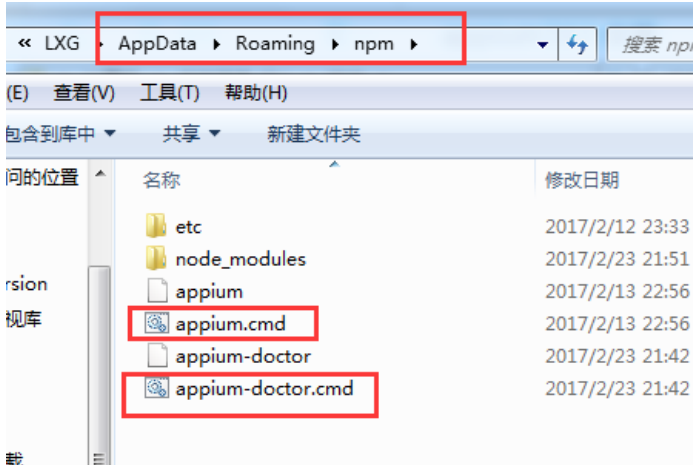 « LXG ▸ AppData ▸ Roaming ▸ npm ▸ 搜索 np
(E) 查看(V) 工具(T) 帮助(H)
包含到库中 共享 新建文件夹
问的位置 名称 修改日期
etc 2017/2/12 23:33
node_modules 2017/2/23 21:51
rsion appium 2017/2/13 22:56
视库 appium.cmd 2017/2/13 22:56
appium-doctor 2017/2/23 21:42
appium-doctor.cmd 2017/2/23 21:42
载